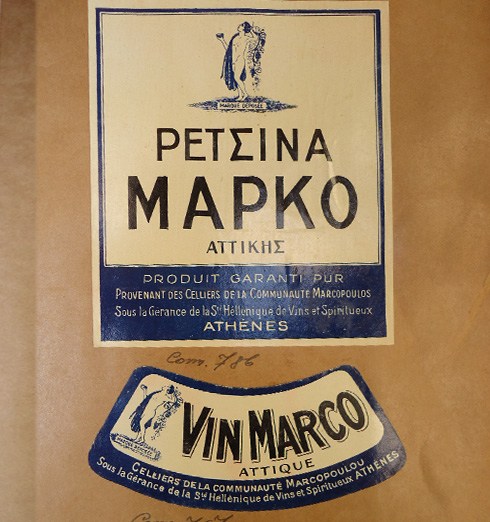 MARQUE DÉPOSÉE
ΡΕΤΣΙΝΑ
ΜΑΡΚΟ
ΑΤΤΙΚΗΣ
PRODUIT GARANTI PUR
PROVENANT DES CELLIERS DE LA COMMUNAUTÉ MARCOPOULOS
Sous la Gérance de la Sté Hellénique de Vins et Spiritueux
ATHÈNES
Com. 786
MARQUE DÉPOSÉE
VIN MARCO
ATTIQUE
CELLIERS DE LA COMMUNAUTÉ MARCOPOULOU
Sous la Gérance de la Sté Hellénique de Vins et Spiritueux ATHÈNES